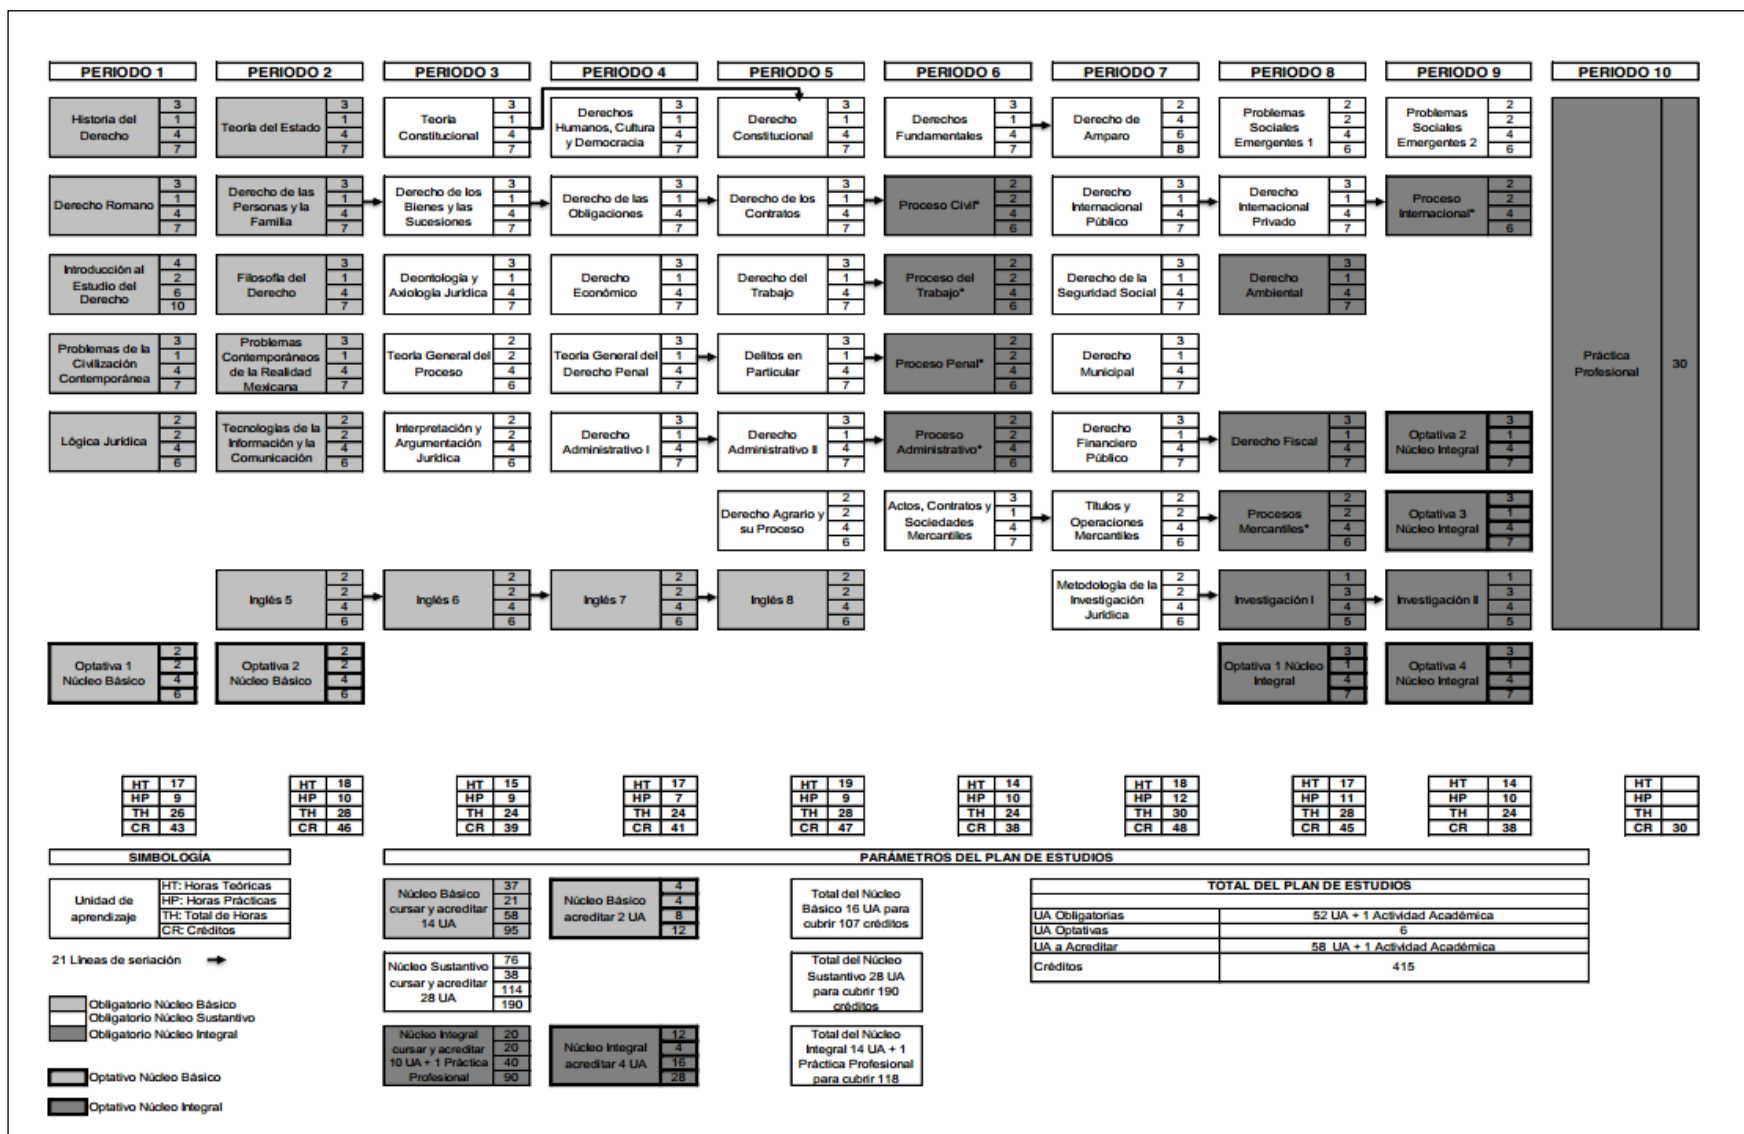 PERIODO 1
PERIODO 2
PERIODO 3
PERIODO 4
PERIODO 5
PERIODO 6
PERIODO 7
PERIODO 8
PERIODO 9
PERIODO 10
Historia del
Derecho
3
1
4
7
Teoría del Estado
3
1
4
7
Teoría
Constitucional
3
1
4
7
Derechos
Humanos, Cultura
y Democracia
3
1
4
7
Derecho
Constitucional
3
1
4
7
Derechos
Fundamentales
3
1
4
7
Derecho de
Amparo
2
4
6
8
Problemas
Sociales
Emergentes 1
2
2
4
6
Problemas
Sociales
Emergentes 2
2
2
4
6
Práctica
Profesional
30
Derecho Romano
3
1
4
7
Derecho de las
Personas y la
Familia
3
1
4
7
Derecho de los
Bienes y las
Sucesiones
3
1
4
7
Derecho de las
Obligaciones
3
1
4
7
Derecho de los
Contratos
3
1
4
7
Proceso Civil*
2
2
4
6
Derecho
Internacional
Público
3
1
4
7
Derecho
Internacional
Privado
3
1
4
7
Proceso
Internacional*
2
2
4
6
Introducción al
Estudio del
Derecho
4
2
6
10
Filosofía del
Derecho
3
1
4
7
Deontología y
Axiología Jurídica
3
1
4
7
Derecho
Económico
3
1
4
7
Derecho del
Trabajo
3
1
4
7
Proceso del
Trabajo*
2
2
4
6
Derecho de la
Seguridad Social
3
1
4
7
Derecho
Ambiental
3
1
4
7
Problemas de la
Civilización
Contemporánea
3
1
4
7
Problemas
Contemporáneos
de la Realidad
Mexicana
3
1
4
7
Teoría General del
Proceso
2
2
4
6
Teoría General del
Derecho Penal
3
1
4
7
Delitos en
Particular
3
1
4
7
Proceso Penal*
2
2
4
6
Derecho
Municipal
3
1
4
7
Lógica Jurídica
2
2
4
6
Tecnologías de la
Información y la
Comunicación
2
2
4
6
Interpretación y
Argumentación
Jurídica
2
2
4
6
Derecho
Administrativo I
3
1
4
7
Derecho
Administrativo II
3
1
4
7
Proceso
Administrativo*
2
2
4
6
Derecho
Financiero
Público
3
1
4
7
Derecho Fiscal
3
1
4
7
Optativa 2
Núcleo Integral
3
1
4
7
Derecho Agrario y
su Proceso
2
2
4
6
Actos, Contratos y
Sociedades
Mercantiles
3
1
4
7
Títulos y
Operaciones
Mercantiles
2
2
4
6
Procesos
Mercantiles*
2
2
4
6
Optativa 3
Núcleo Integral
3
1
4
7
Inglés 5
2
2
4
6
Inglés 6
2
2
4
6
Inglés 7
2
2
4
6
Inglés 8
2
2
4
6
Metodología de la
Investigación
Jurídica
2
2
4
6
Investigación I
1
3
4
5
Investigación II
1
3
4
5
Optativa 1
Núcleo Básico
2
2
4
6
Optativa 2
Núcleo Básico
2
2
4
6
Optativa 1 Núcleo
Integral
3
1
4
7
Optativa 4
Núcleo Integral
3
1
4
7
HT 17
HP 9
TH 26
CR 43
HT 18
HP 10
TH 28
CR 46
HT 15
HP 9
TH 24
CR 39
HT 17
HP 7
TH 24
CR 41
HT 19
HP 9
TH 28
CR 47
HT 14
HP 10
TH 24
CR 38
HT 18
HP 12
TH 30
CR 48
HT 17
HP 11
TH 28
CR 45
HT 14
HP 10
TH 24
CR 38
HT
HP
TH
CR 30
SIMBOLOGÍA
Unidad de
aprendizaje
HT: Horas Teóricas
HP: Horas Prácticas
TH: Total de Horas
CR: Créditos
21 Líneas de seriación
Obligatorio Núcleo Básico
Obligatorio Núcleo Sustantivo
Obligatorio Núcleo Integral
Optativo Núcleo Básico
Optativo Núcleo Integral
PARÁMETROS DEL PLAN DE ESTUDIOS
Núcleo Básico
cursar y acreditar
14 UA
37
21
58
95
Núcleo Básico
acreditar 2 UA
4
4
8
12
Total del Núcleo
Básico 16 UA para
cubrir 107 créditos
Núcleo Sustantivo
cursar y acreditar
28 UA
76
38
114
190
Total del Núcleo
Sustantivo 28 UA
para cubrir 190
créditos
Núcleo Integral
cursar y acreditar
10 UA + 1 Práctica
Profesional
20
20
40
90
Núcleo Integral
acreditar 4 UA
12
4
16
28
Total del Núcleo
Integral 14 UA + 1
Práctica Profesional
para cubrir 118
TOTAL DEL PLAN DE ESTUDIOS
UA Obligatorias 52 UA + 1 Actividad Académica
UA Optativas 6
UA a Acreditar 58 UA + 1 Actividad Académica
Créditos 415